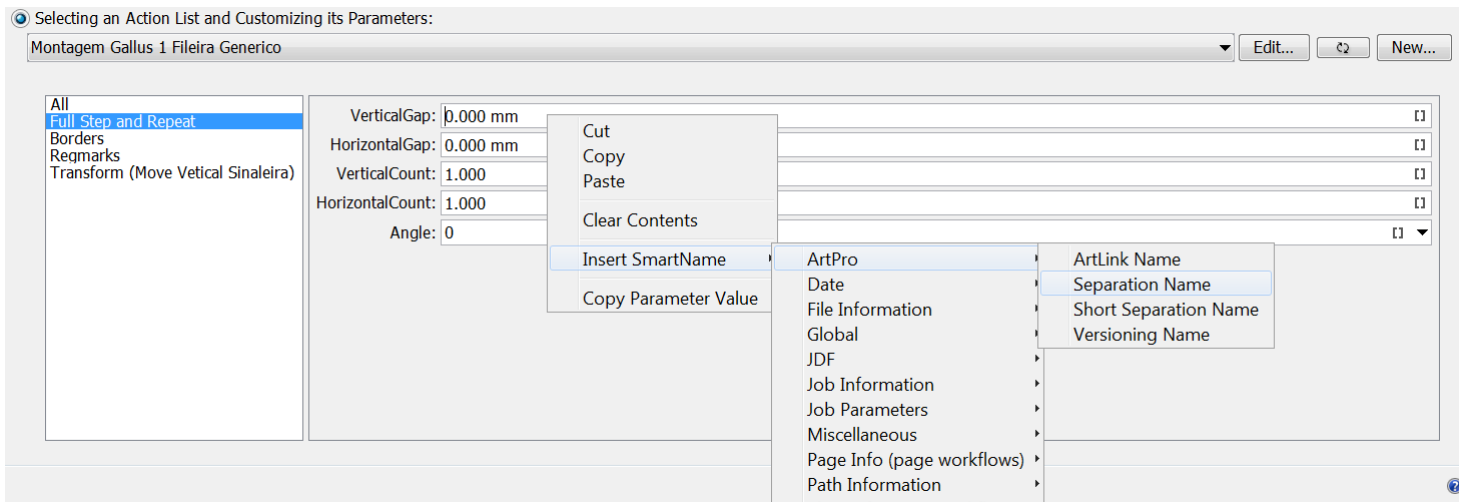 Selecting an Action List and Customizing its Parameters:
Montagem Gallus 1 Fileira Generico
Edit...
New...
All
Full Step and Repeat
Borders
Regmarks
Transform (Move Vetical Sinaleira)
VerticalGap: 0.000 mm
HorizontalGap: 0.000 mm
VerticalCount: 1.000
HorizontalCount: 1.000
Angle: 0
Cut
Copy
Paste
Clear Contents
Insert SmartName
Copy Parameter Value
ArtPro
Date
File Information
Global
JDF
Job Information
Job Parameters
Miscellaneous
Page Info (page workflows)
Path Information
ArtLink Name
Separation Name
Short Separation Name
Versioning Name